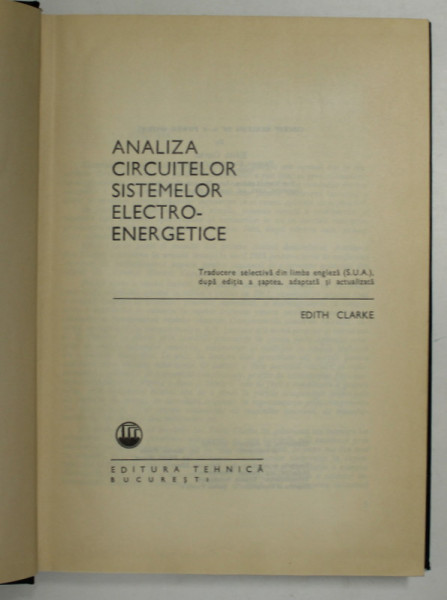 ANALIZA
CIRCUITELOR
SISTEMELOR
ELECTRO-
ENERGETICE
Traducere selectivă din limba engleză (S.U.A.),
după ediția a șaptea, adaptată și actualizată
EDITH CLARKE
EDITURA TEHNICĂ
BUCUREȘTI